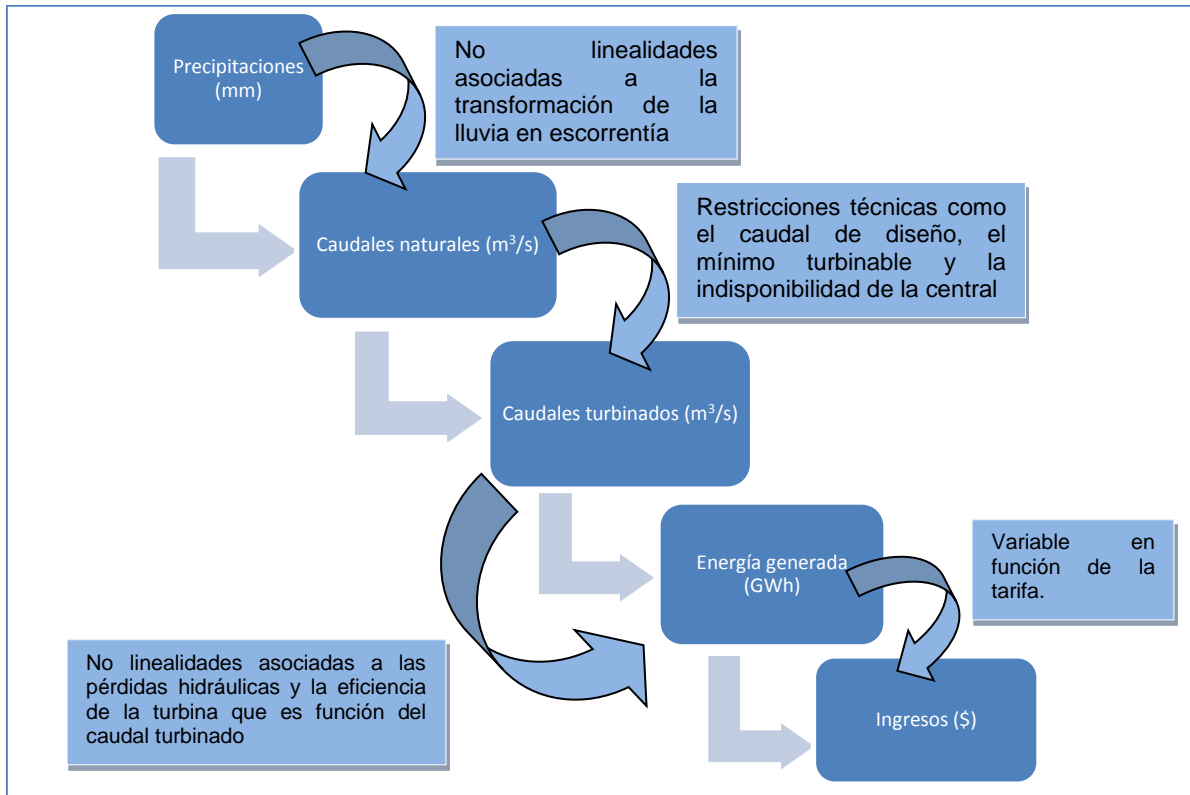 Precipitaciones
(mm)
No linealidades
asociadas a la
transformación de la
lluvia en escorrentía
Caudales naturales (m³/s)
Restricciones técnicas como
el caudal de diseño, el
mínimo turbinable y la
indisponibilidad de la central
Caudales turbinados (m³/s)
Energía generada
(GWh)
Variable en
función de la
tarifa.
No linealidades asociadas a las
pérdidas hidráulicas y la eficiencia
de la turbina que es función del
caudal turbinado
Ingresos ($)